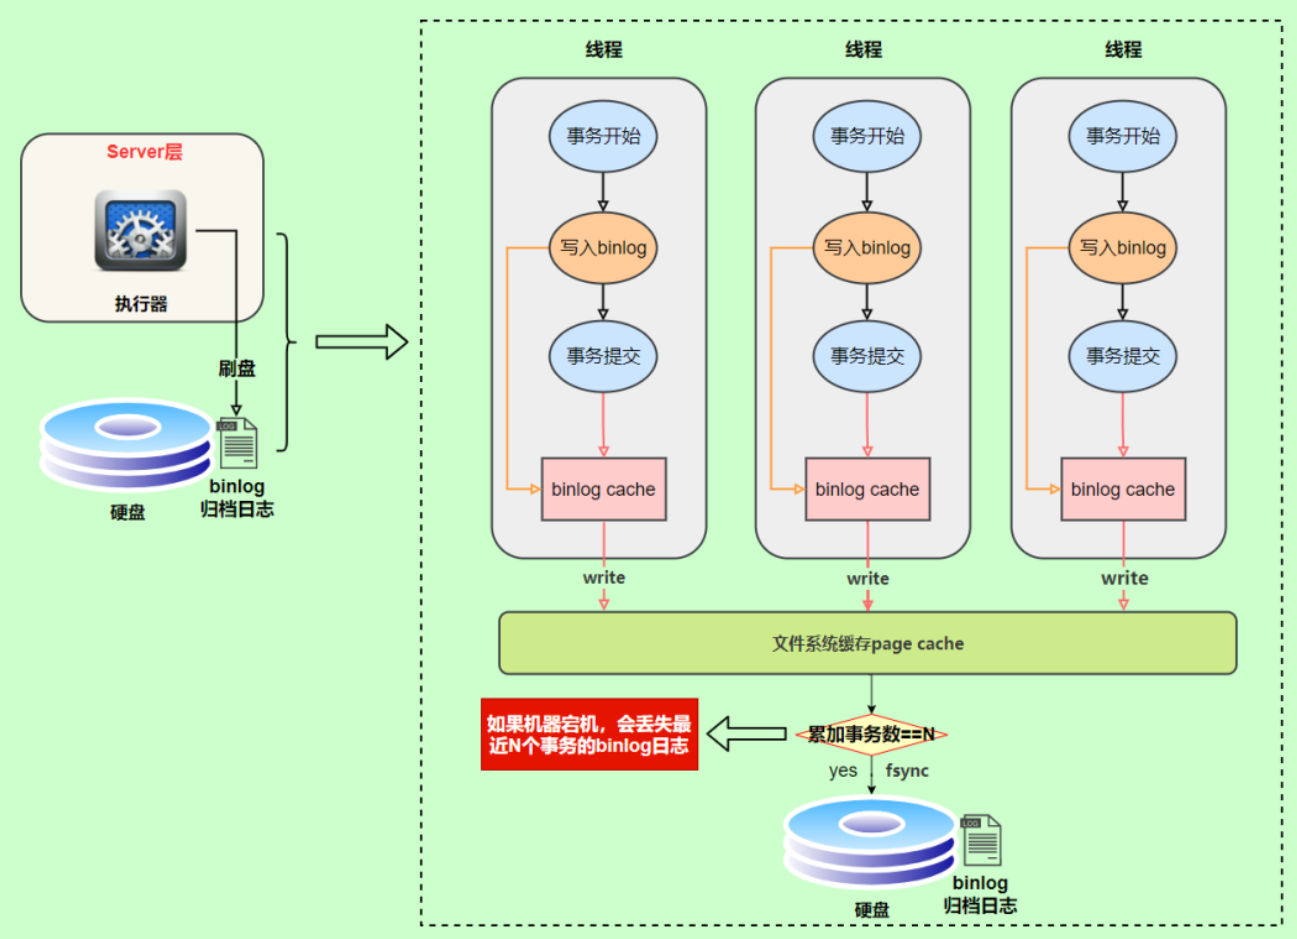 Server层
执行器
刷盘
LOG
binlog
归档日志
硬盘
线程
事务开始
写入binlog
事务提交
binlog cache
write
线程
事务开始
写入binlog
事务提交
binlog cache
write
线程
事务开始
写入binlog
事务提交
binlog cache
write
文件系统缓存page cache
累加事务数==N
如果机器宕机，会丢失最
近N个事务的binlog日志
yes
fsync
LOG
binlog
归档日志
硬盘